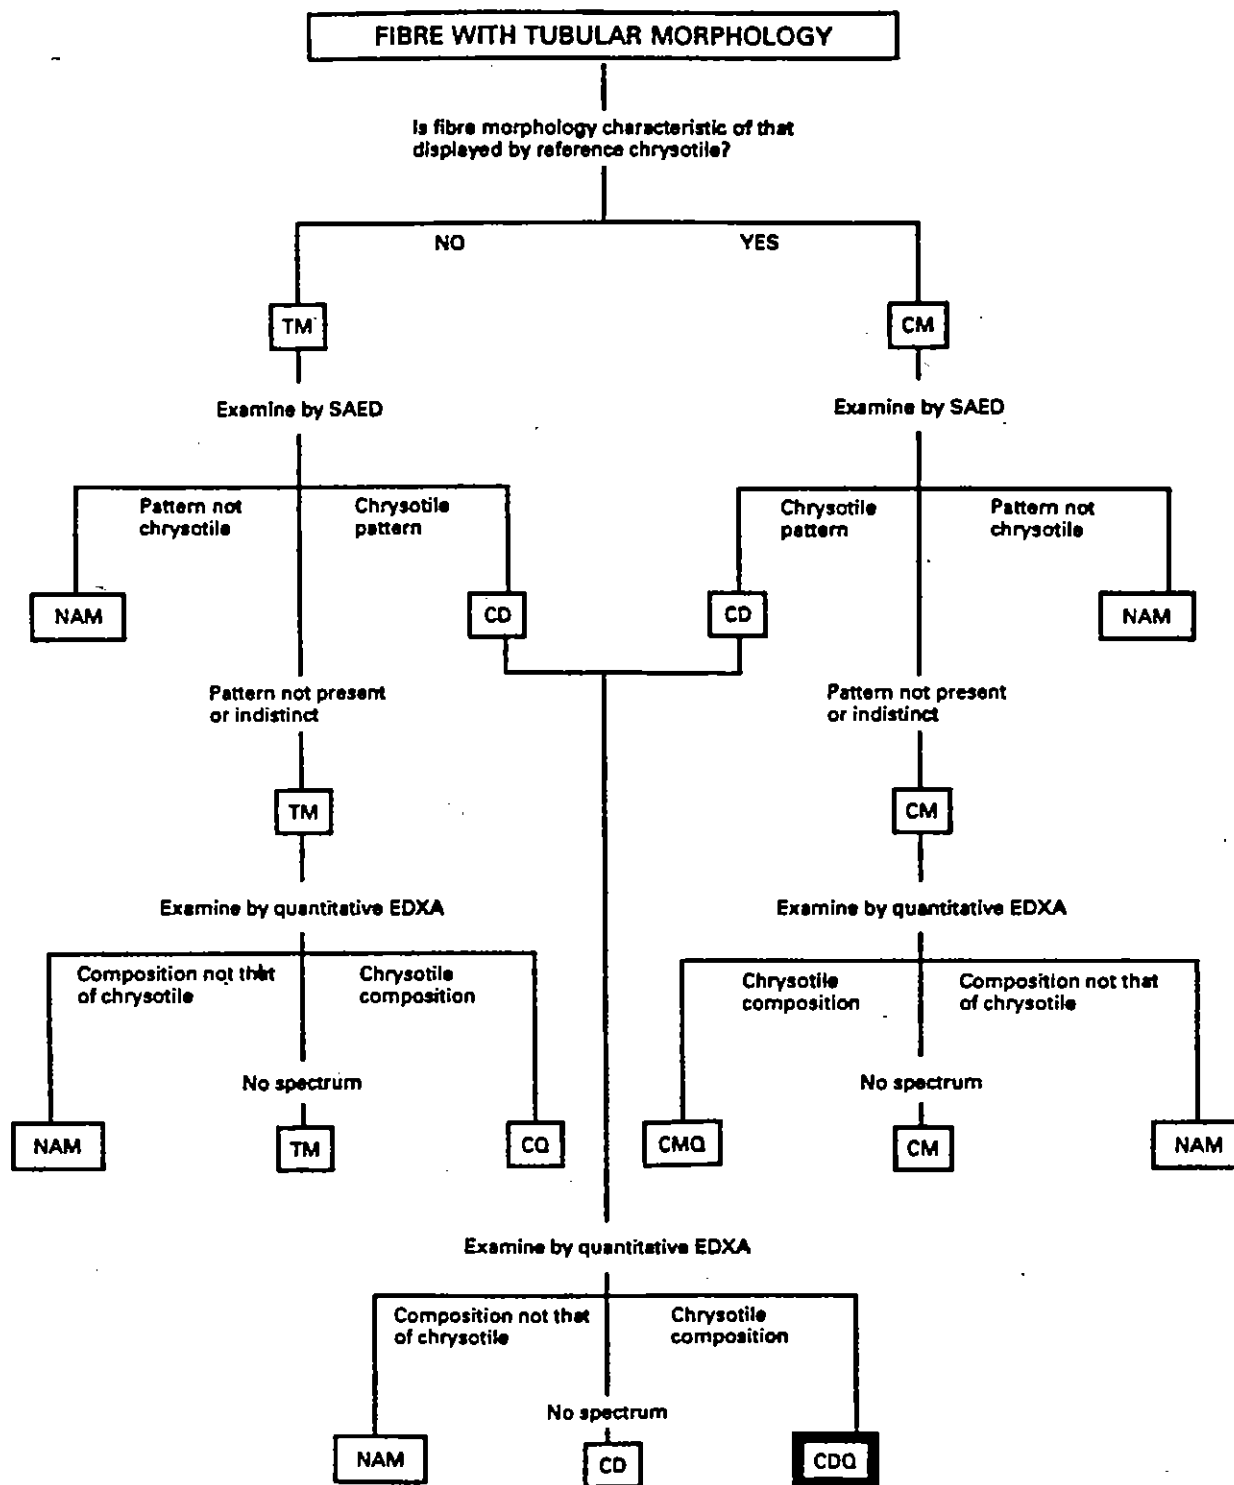 FIBRE WITH TUBULAR MORPHOLOGY
Is fibre morphology characteristic of that
displayed by reference chrysotile?
NO
YES
TM
CM
Examine by SAED
Examine by SAED
Pattern not
chrysotile
Chrysotile
pattern
Chrysotile
pattern
Pattern not
chrysotile
NAM
CD
CD
NAM
Pattern not present
or indistinct
Pattern not present
or indistinct
TM
CM
Examine by quantitative EDXA
Examine by quantitative EDXA
Composition not that
of chrysotile
Chrysotile
composition
Chrysotile
composition
Composition not that
of chrysotile
No spectrum
No spectrum
NAM
TM
CQ
CMQ
CM
NAM
Examine by quantitative EDXA
Composition not that
of chrysotile
Chrysotile
composition
No spectrum
NAM
CD
CDQ